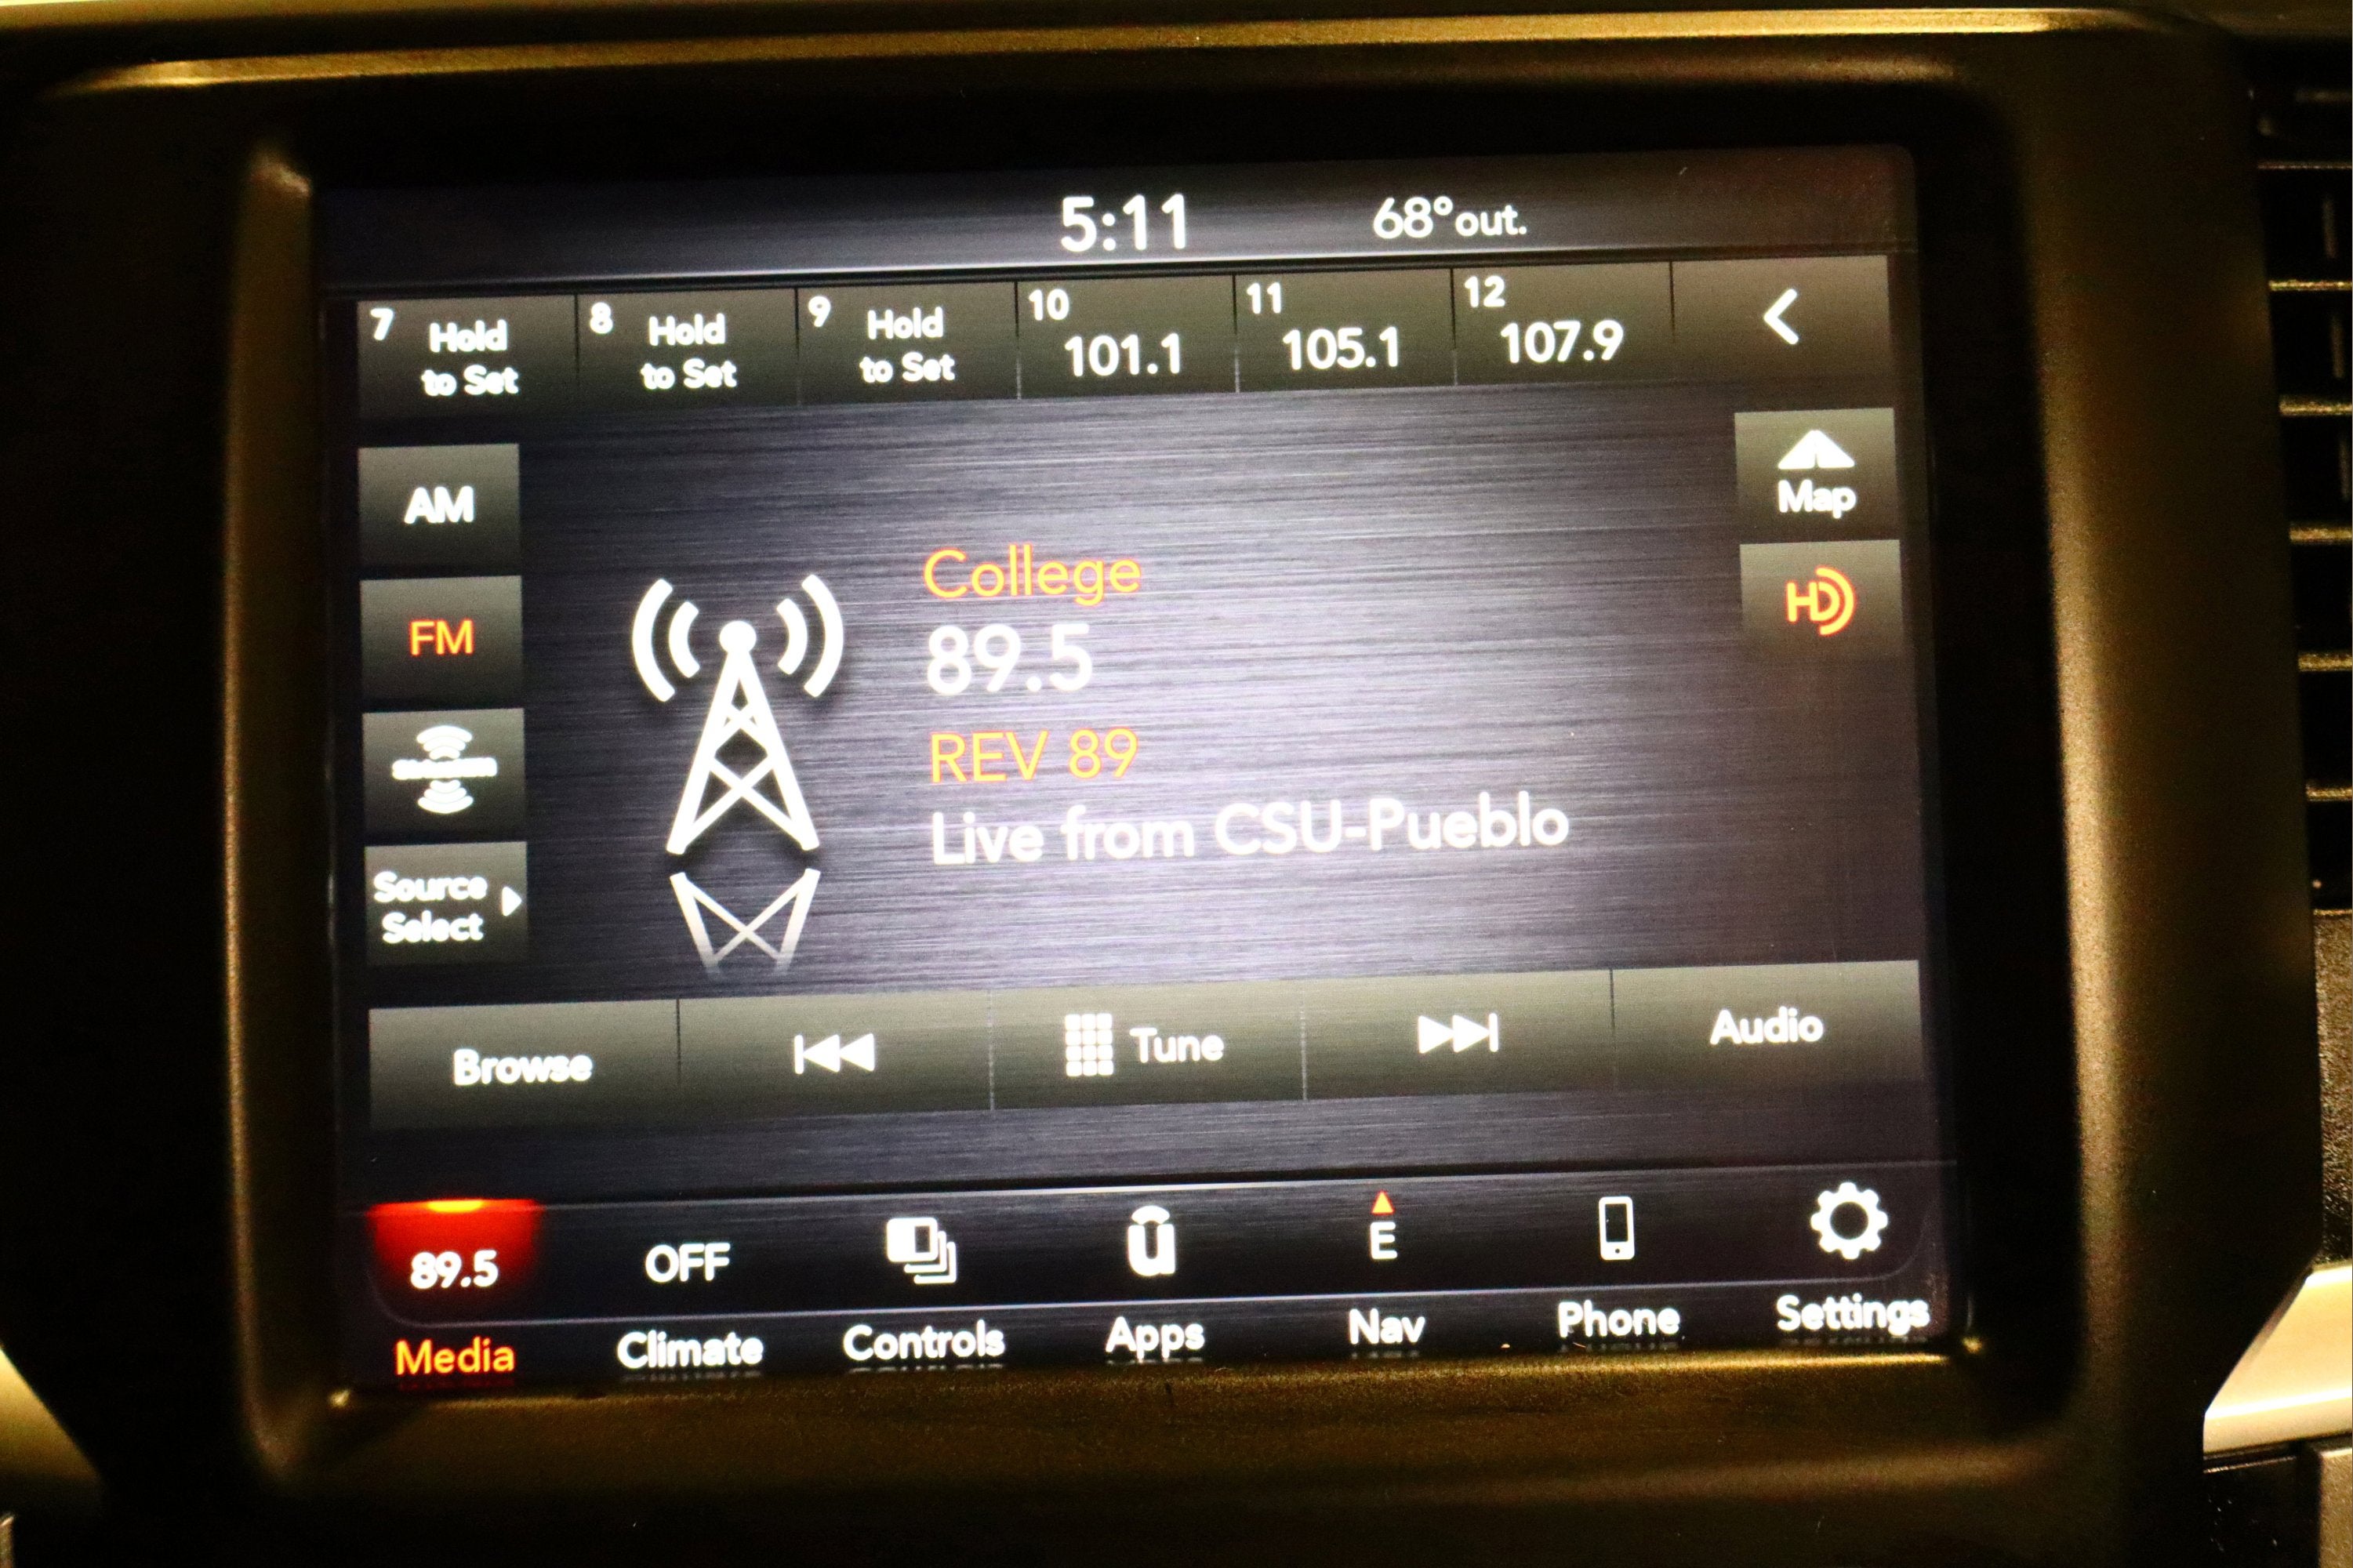 5:11 68° out.
7 Hold to Set
8 Hold to Set
9 Hold to Set
10 101.1
11 105.1
12 107.9
AM
Map
College
FM
HD
89.5
REV 89
Live from CSU-Pueblo
Source
Select
Browse
Tune
Audio
89.5
OFF
u
E
Media
Climate
Controls
Apps
Nav
Phone
Settings